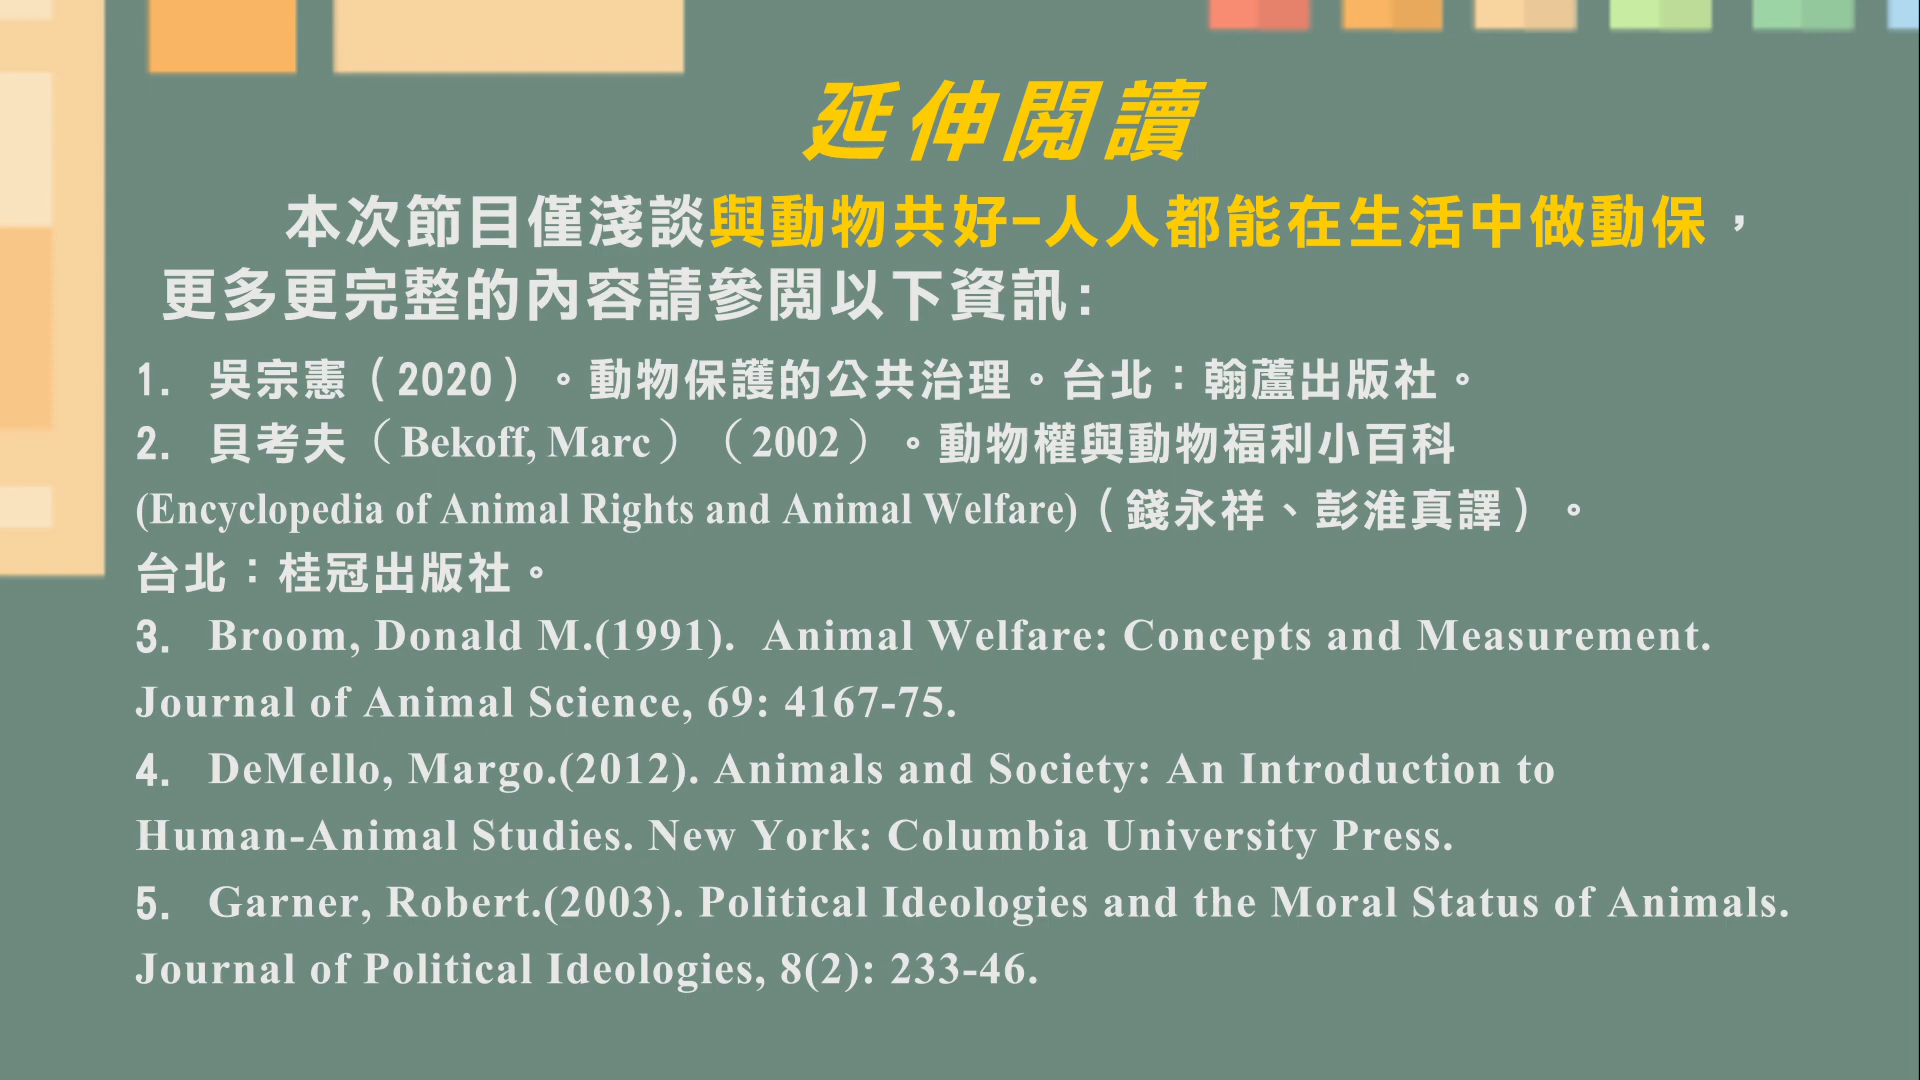 延伸閱讀
本次節目僅淺談與動物共好-人人都能在生活中做動保，
更多更完整的內容請參閱以下資訊:
1. 吳宗憲（2020）。動物保護的公共治理。台北：翰蘆出版社。
2. 貝考夫（Bekoff, Marc）（2002）。動物權與動物福利小百科
(Encyclopedia of Animal Rights and Animal Welfare)（錢永祥、彭淮真譯）。
台北：桂冠出版社。
3. Broom, Donald M.(1991). Animal Welfare: Concepts and Measurement.
Journal of Animal Science, 69: 4167-75.
4. DeMello, Margo.(2012). Animals and Society: An Introduction to
Human-Animal Studies. New York: Columbia University Press.
5. Garner, Robert.(2003). Political Ideologies and the Moral Status of Animals.
Journal of Political Ideologies, 8(2): 233-46.